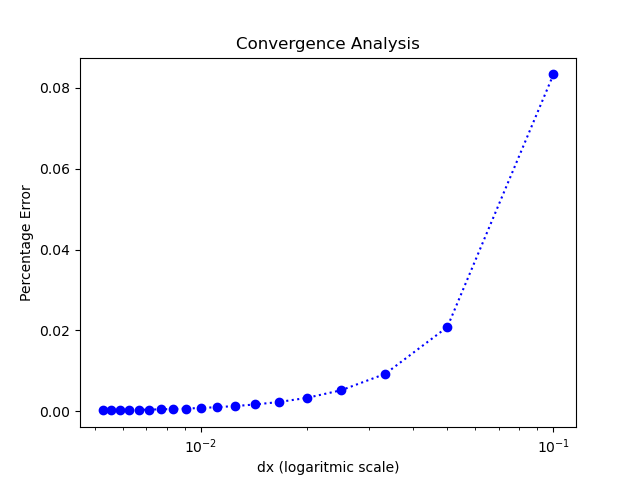 Convergence Analysis
Percentage Error
0.08
0.06
0.04
0.02
0.00
10⁻²
10⁻¹
dx (logaritmic scale)